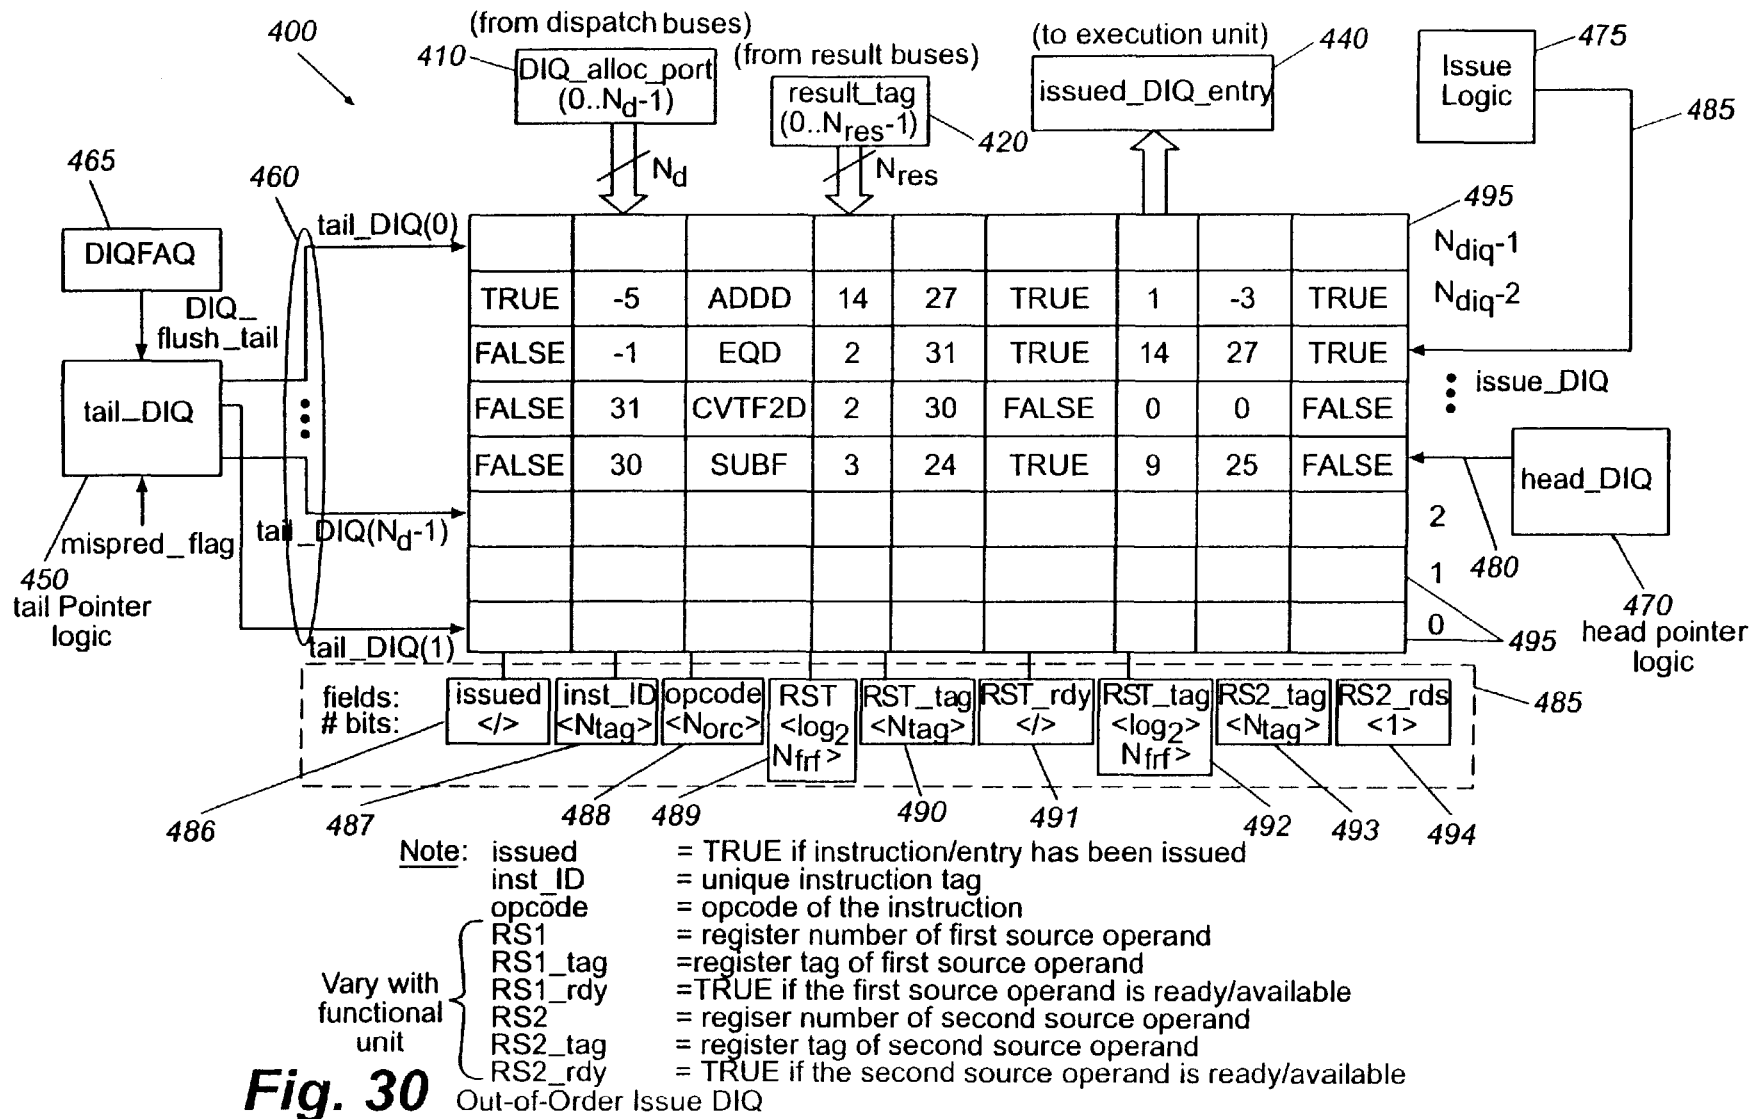 400
(from dispatch buses)
410
DIQ_alloc_port
(0..Nd-1)
Nd
(from result buses)
result_tag
(0..Nres-1)
420
Nres
(to execution unit)
440
issued_DIQ_entry
475
Issue
Logic
485
465
DIQFAQ
460
DIQ_
flush_tail
tail_DIQ
mispred_flag
450
tail Pointer
logic
tail_DIQ(0)
tail_DIQ(Nd-1)
tail_DIQ(1)
495
Ndiq-1
TRUE -5 ADDD 14 27 TRUE 1 -3 TRUE Ndiq-2
FALSE -1 EQD 2 31 TRUE 14 27 TRUE
issue_DIQ
FALSE 31 CVTF2D 2 30 FALSE 0 0 FALSE
FALSE 30 SUBF 3 24 TRUE 9 25 FALSE
head_DIQ
2
480
1
0
495
470
head pointer
logic
fields:
# bits:
issued
</>
inst_ID
<Ntag>
opcode
<Norc>
RST
<log2
Nfrf>
RST_tag
<Ntag>
RST_rdy
</>
RST_tag
<log2>
Nfrf>
RS2_tag
<Ntag>
RS2_rds
<1>
485
486 487 488 489 490 491 492 493 494
Note: issued = TRUE if instruction/entry has been issued
inst_ID = unique instruction tag
opcode = opcode of the instruction
Vary with
functional
unit
RS1 = register number of first source operand
RS1_tag =register tag of first source operand
RS1_rdy =TRUE if the first source operand is ready/available
RS2 = regiser number of second source operand
RS2_tag = register tag of second source operand
RS2_rdy = TRUE if the second source operand is ready/available
Fig. 30 Out-of-Order Issue DIQ